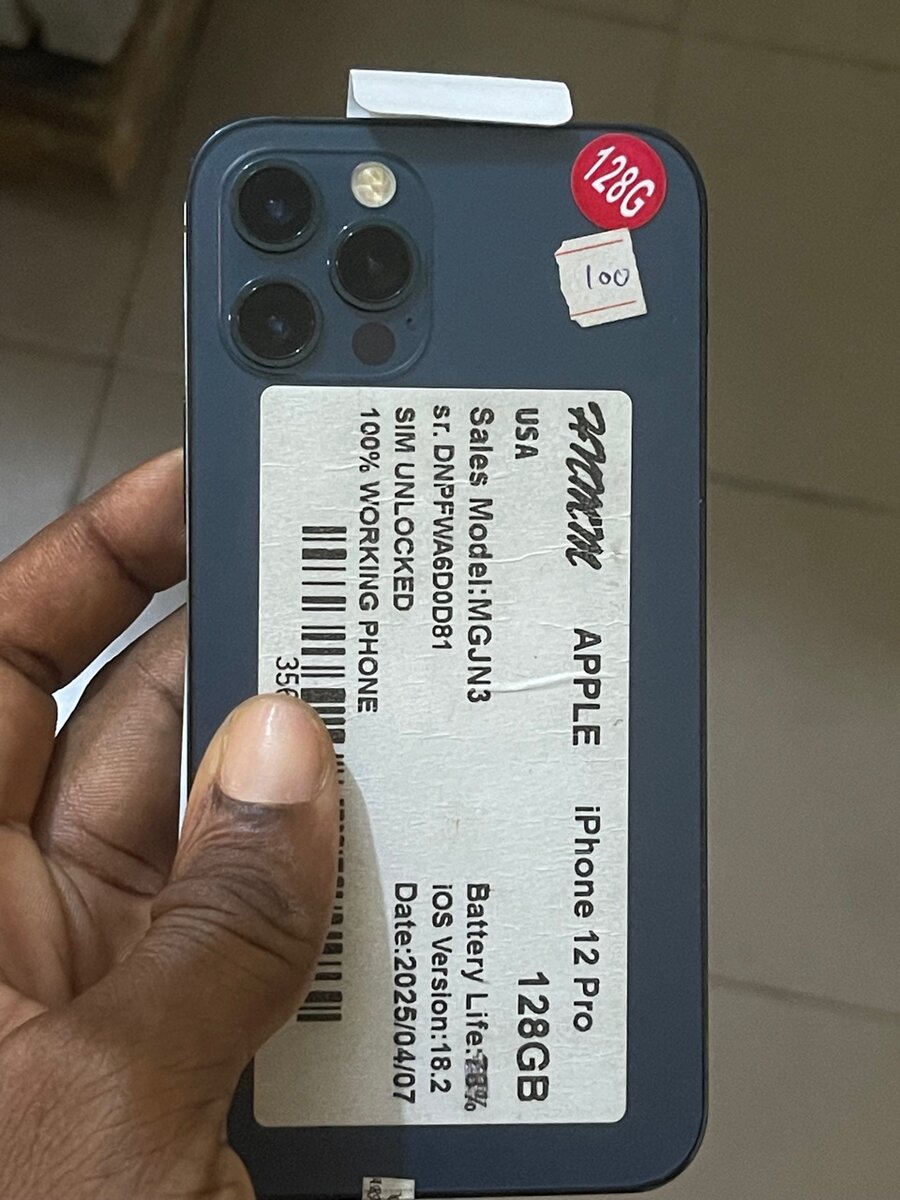 128G
100
APPLE iPhone 12 Pro
USA 128GB
Sales Model:MGJN3 Battery Life:
sr. DNPFWA6D0D81 iOS Version:18.2
SIM UNLOCKED Date:2025/04/07
100% WORKING PHONE
356